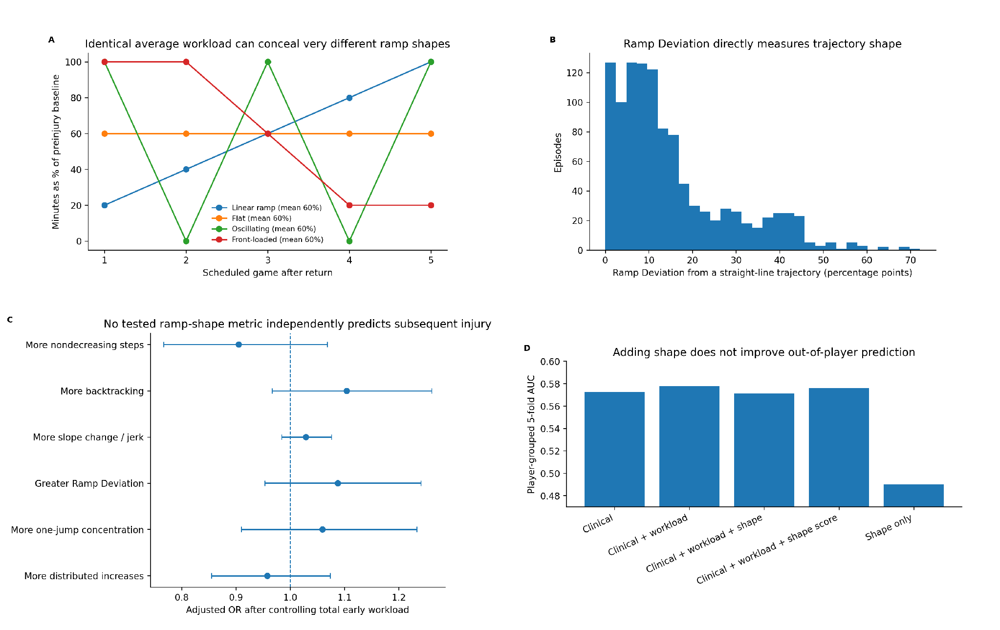 A
Identical average workload can conceal very different ramp shapes
Minutes as % of preinjury baseline
100
80
60
40
20
0
Linear ramp (mean 60%)
Flat (mean 60%)
Oscillating (mean 60%)
Front-loaded (mean 60%)
1 2 3 4 5
Scheduled game after return
B
Ramp Deviation directly measures trajectory shape
Episodes
120
100
80
60
40
20
0
0 10 20 30 40 50 60 70
Ramp Deviation from a straight-line trajectory (percentage points)
C
No tested ramp-shape metric independently predicts subsequent injury
More nondecreasing steps
More backtracking
More slope change / jerk
Greater Ramp Deviation
More one-jump concentration
More distributed increases
0.8 0.9 1.0 1.1 1.2
Adjusted OR after controlling total early workload
D
Adding shape does not improve out-of-player prediction
Player-grouped 5-fold AUC
0.60
0.58
0.56
0.54
0.52
0.50
0.48
Clinical
Clinical + workload
Clinical + workload + shape
Clinical + workload + shape score
Shape only